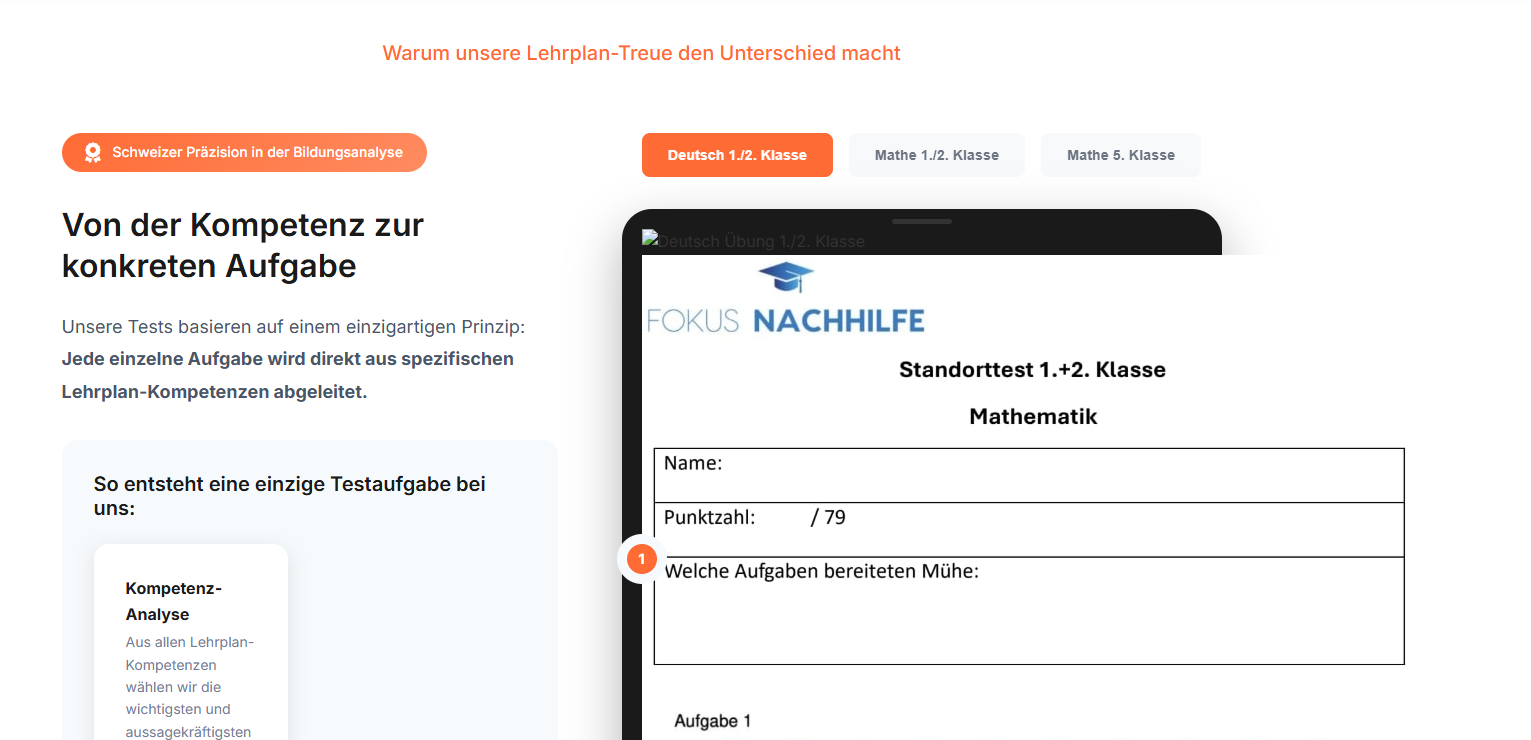 Warum unsere Lehrplan-Treue den Unterschied macht
Schweizer Präzision in der Bildungsanalyse
Von der Kompetenz zur
konkreten Aufgabe
Unsere Tests basieren auf einem einzigartigen Prinzip:
Jede einzelne Aufgabe wird direkt aus spezifischen
Lehrplan-Kompetenzen abgeleitet.
So entsteht eine einzige Testaufgabe bei
uns:
Kompetenz-
Analyse
Aus allen Lehrplan-
Kompetenzen
wählen wir die
wichtigsten und
aussagekräftigsten
Deutsch 1./2. Klasse
Mathe 1./2. Klasse
Mathe 5. Klasse
Deutsch Übung 1./2. Klasse
FOKUS NACHHILFE
Standorttest 1.+2. Klasse
Mathematik
Name:
Punktzahl: / 79
1
Welche Aufgaben bereiteten Mühe:
Aufgabe 1